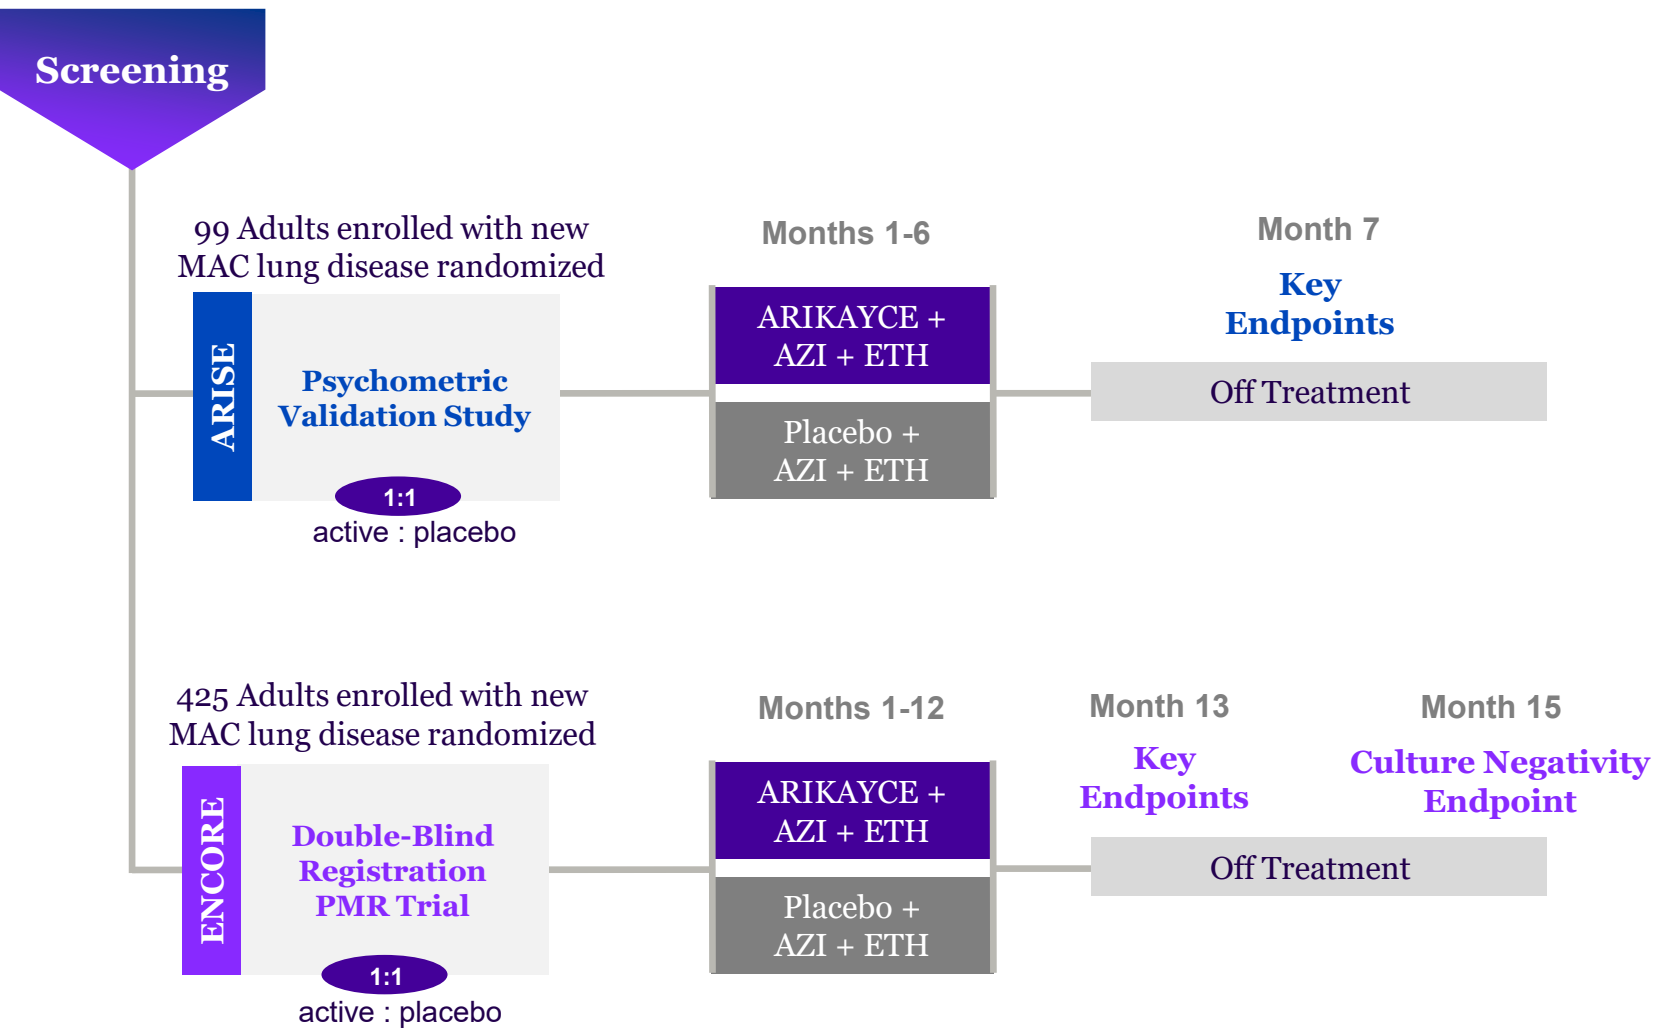 Screening
99 Adults enrolled with new
MAC lung disease randomized
ARISE
Psychometric
Validation Study
1:1
active : placebo
Months 1-6
ARIKAYCE +
AZI + ETH
Placebo +
AZI + ETH
Month 7
Key
Endpoints
Off Treatment
425 Adults enrolled with new
MAC lung disease randomized
ENCORE
Double-Blind
Registration
PMR Trial
1:1
active : placebo
Months 1-12
ARIKAYCE +
AZI + ETH
Placebo +
AZI + ETH
Month 13
Key
Endpoints
Month 15
Culture Negativity
Endpoint
Off Treatment